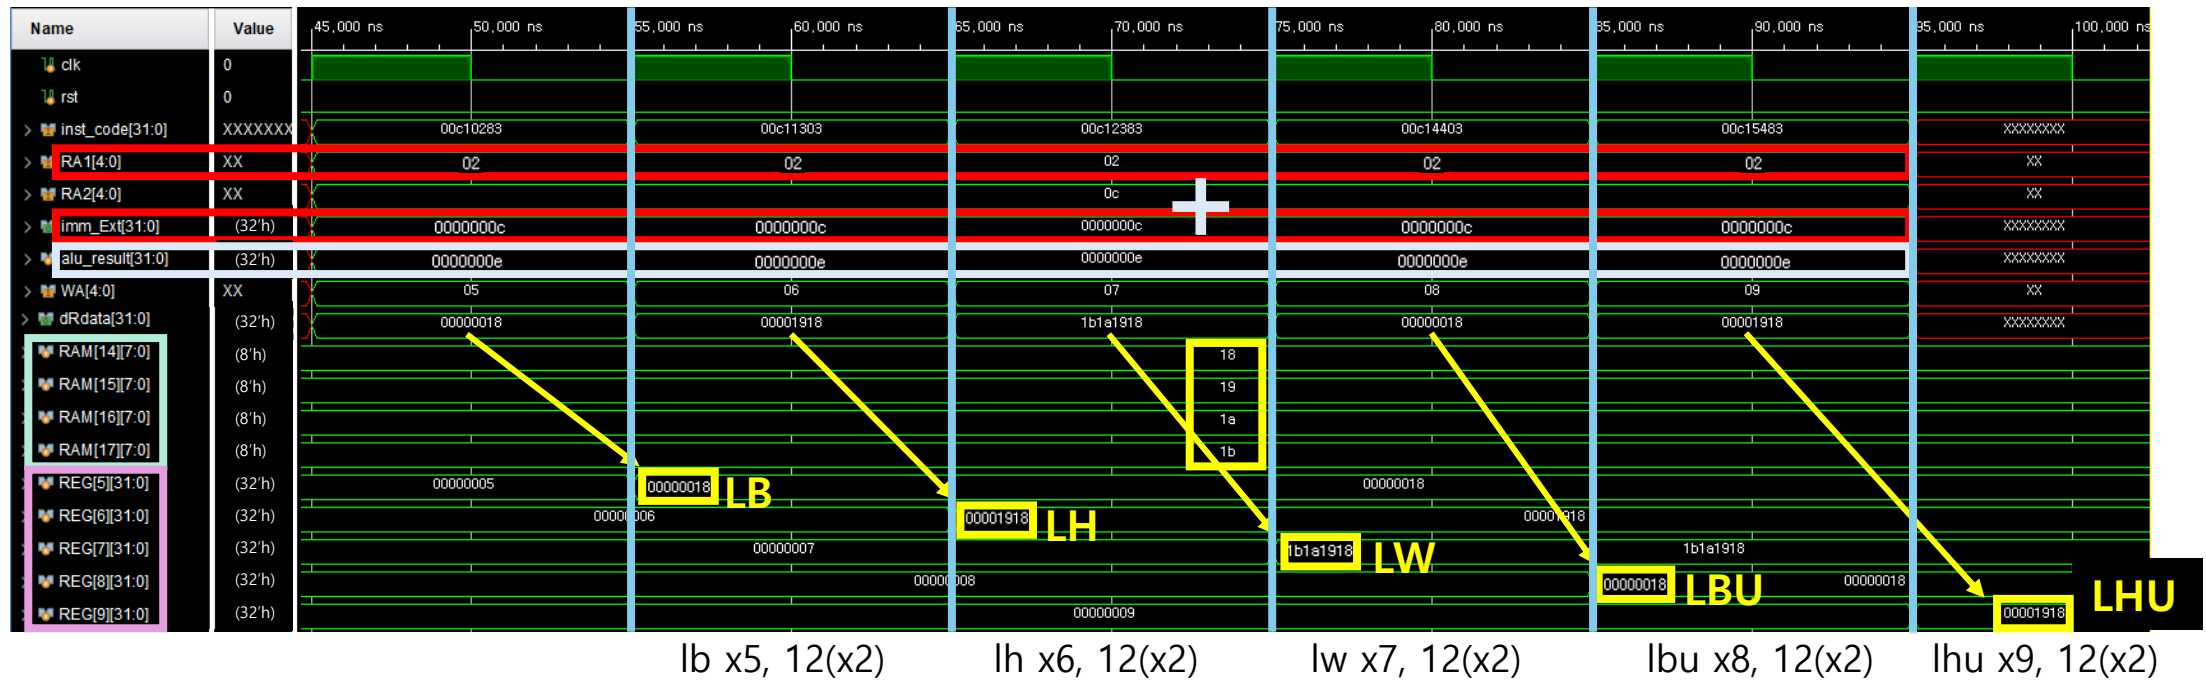 Name Value 45,000 ns 50,000 ns 55,000 ns 60,000 ns 65,000 ns 70,000 ns 75,000 ns 80,000 ns 85,000 ns 90,000 ns 95,000 ns 100,000 ns
clk 0
rst 0
inst_code[31:0] XXXXXXX 00c10283 00c11303 00c12383 00c14403 00c15483 XXXXXXXX
RA1[4:0] XX 02 02 02 02 02 XX
RA2[4:0] XX 0c XX
+
imm_Ext[31:0] (32'h) 0000000c 0000000c 0000000c 0000000c 0000000c XXXXXXXX
alu_result[31:0] (32'h) 0000000e 0000000e 0000000e 0000000e 0000000e XXXXXXXX
WA[4:0] XX 05 06 07 08 09 XX
dRdata[31:0] (32'h) 00000018 00001918 1b1a1918 00000018 00001918 XXXXXXXX
RAM[14][7:0] (8'h) 18
RAM[15][7:0] (8'h) 19
RAM[16][7:0] (8'h) 1a
RAM[17][7:0] (8'h) 1b
REG[5][31:0] (32'h) 00000005 00000018 LB 00000018
REG[6][31:0] (32'h) 00000006 00001918 LH 00001918
REG[7][31:0] (32'h) 00000007 1b1a1918 LW 1b1a1918
REG[8][31:0] (32'h) 00000008 00000018 LBU 00000018
REG[9][31:0] (32'h) 00000009 00001918 LHU
lb x5, 12(x2) lh x6, 12(x2) lw x7, 12(x2) lbu x8, 12(x2) lhu x9, 12(x2)